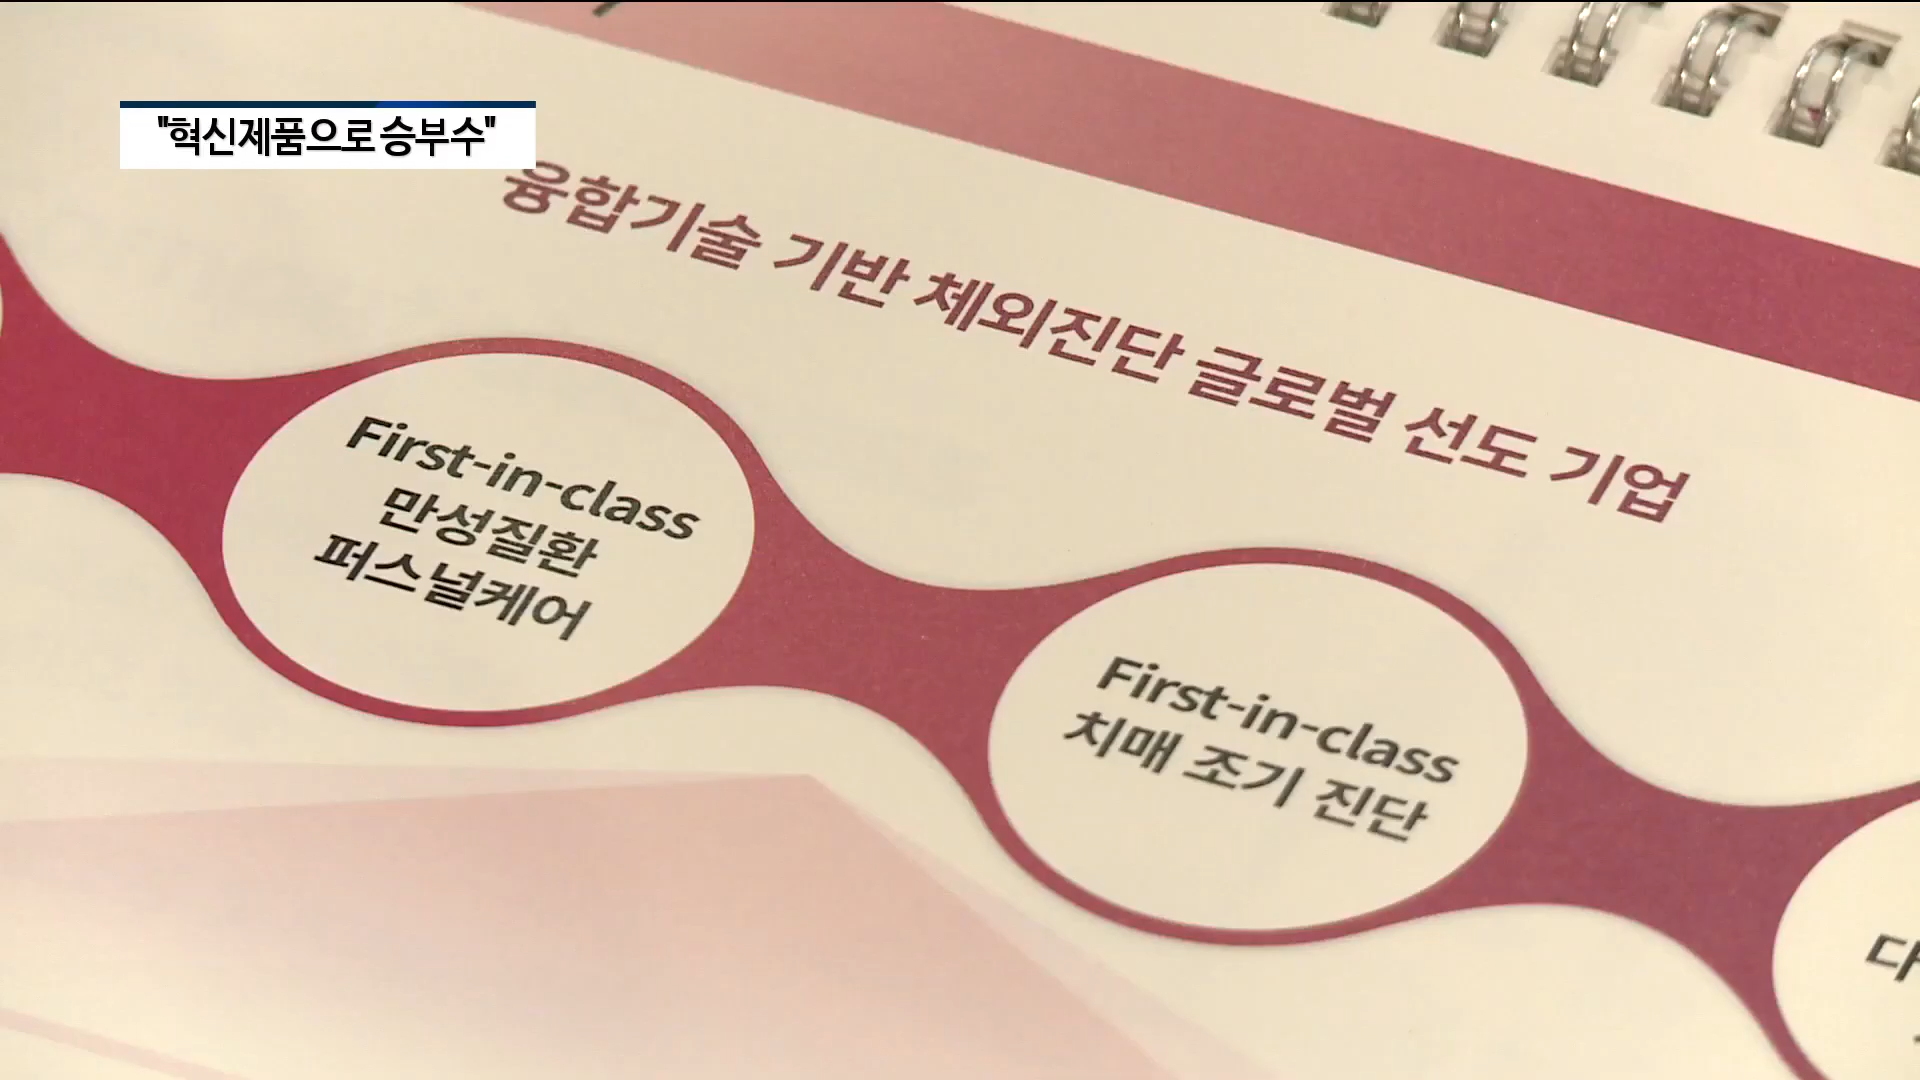 "혁신제품으로 승부수"
융합기술 기반 체외진단 글로벌 선도 기업
First-in-class
만성질환
퍼스널케어
First-in-class
치매 조기 진단